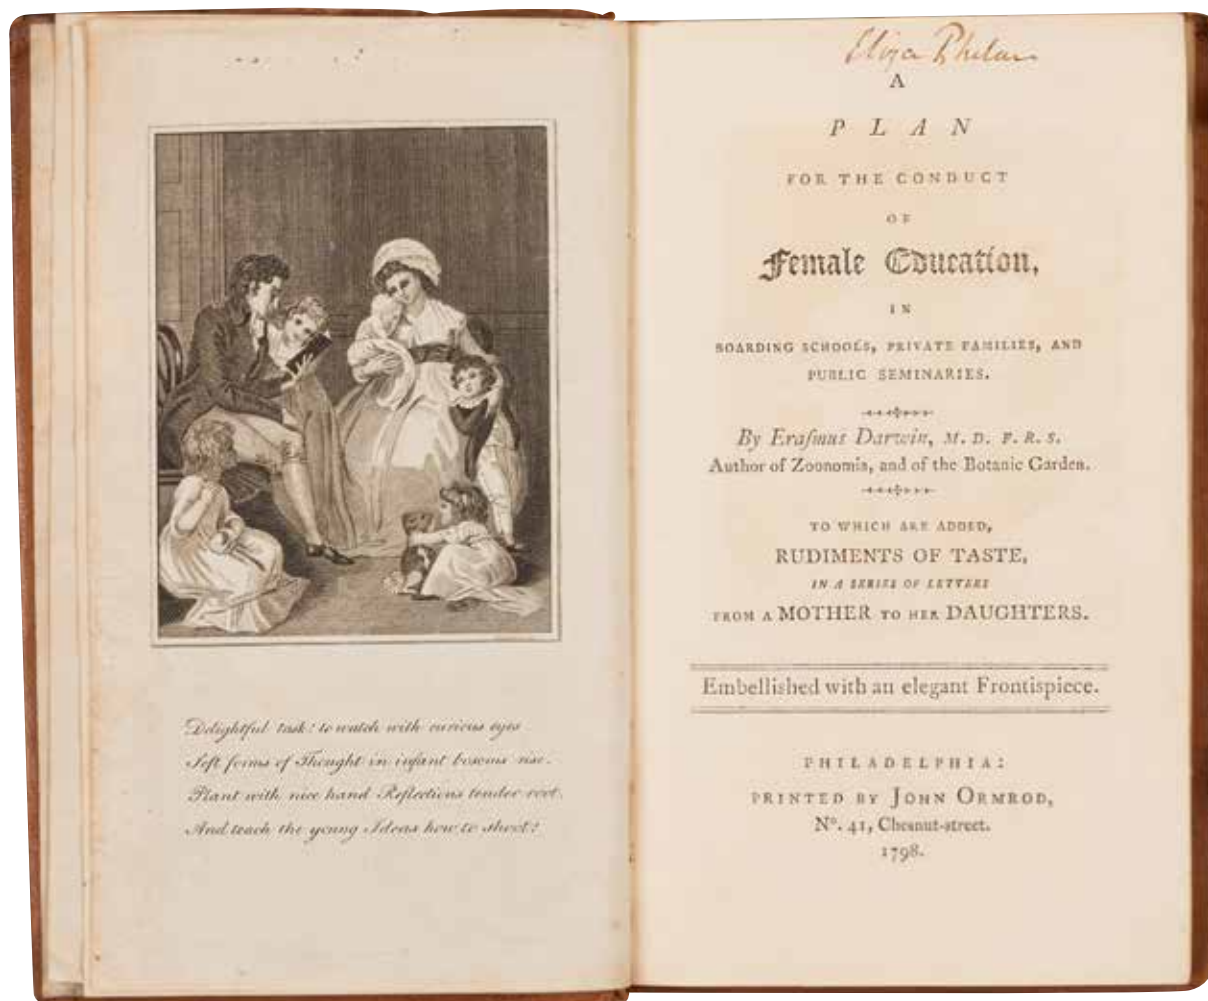 Delightful task! to watch with curious eyes
Soft forms of Thought in infant bosoms rise.
Plant with nice hand Reflections tender root.
And teach the young Ideas how to shoot!
Eliza
A
PLAN
FOR THE CONDUCT
OF
Female Education,
IN
BOARDING SCHOOLS, PRIVATE FAMILIES, AND
PUBLIC SEMINARIES.
By Eraſmus Darwin, M. D. F. R. S.
Author of Zoonomia, and of the Botanic Garden.
TO WHICH ARE ADDED,
RUDIMENTS OF TASTE,
IN A SERIES OF LETTERS
FROM A MOTHER TO HER DAUGHTERS.
Embellished with an elegant Frontispiece.
PHILADELPHIA:
PRINTED BY JOHN ORMROD,
Nº. 41, Chesnut-street.
1798.